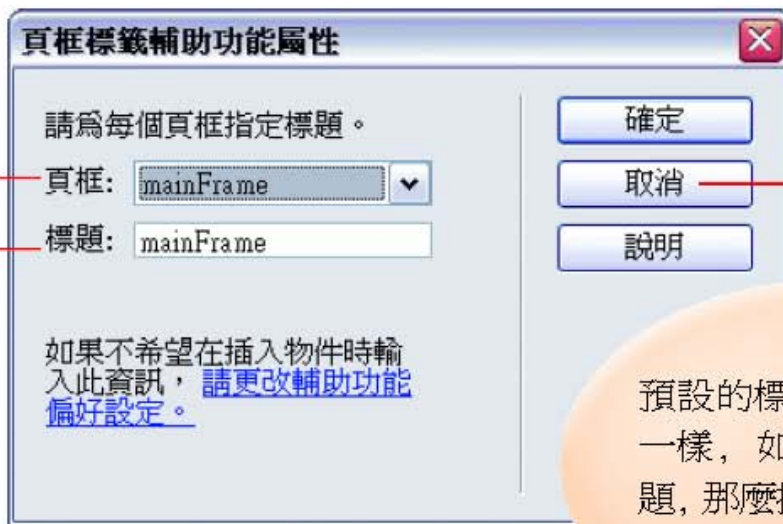 頁框標籤輔助功能屬性
請為每個頁框指定標題。
頁框: mainFrame
標題: mainFrame
如果不希望在插入物件時輸
入此資訊， 請更改輔助功能
偏好設定。
確定
取消
說明
預設的標
一樣, 如
題, 那麼